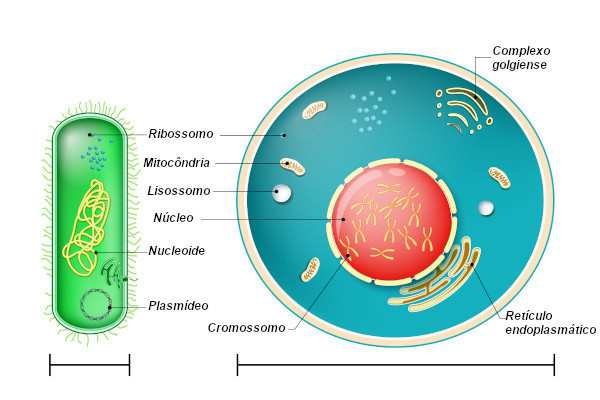 Complexo
golgiense
Ribossomo
Mitocôndria
Lisossomo
Núcleo
Nucleoide
Plasmídeo
Cromossomo
Retículo
endoplasmático